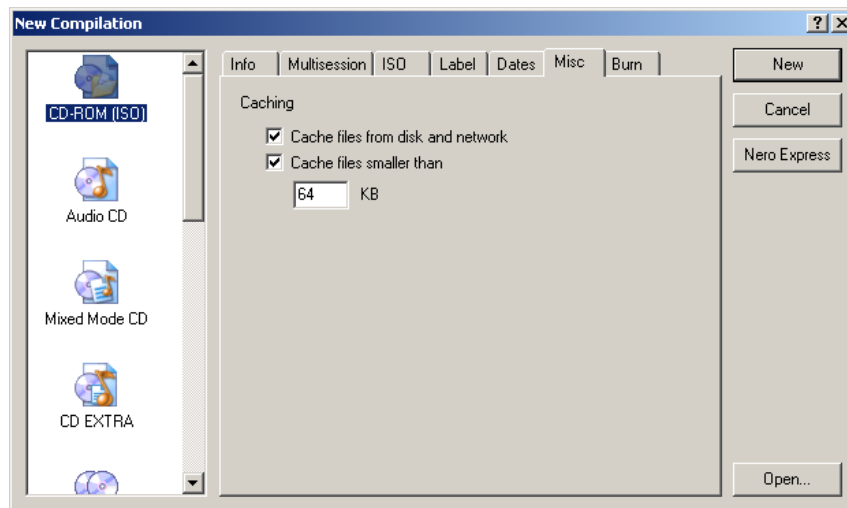 New Compilation
CD-ROM (ISO)
Audio CD
Mixed Mode CD
CD EXTRA
Info Multisession ISO Label Dates Misc Burn
Caching
Cache files from disk and network
Cache files smaller than
64 KB
New
Cancel
Nero Express
Open...